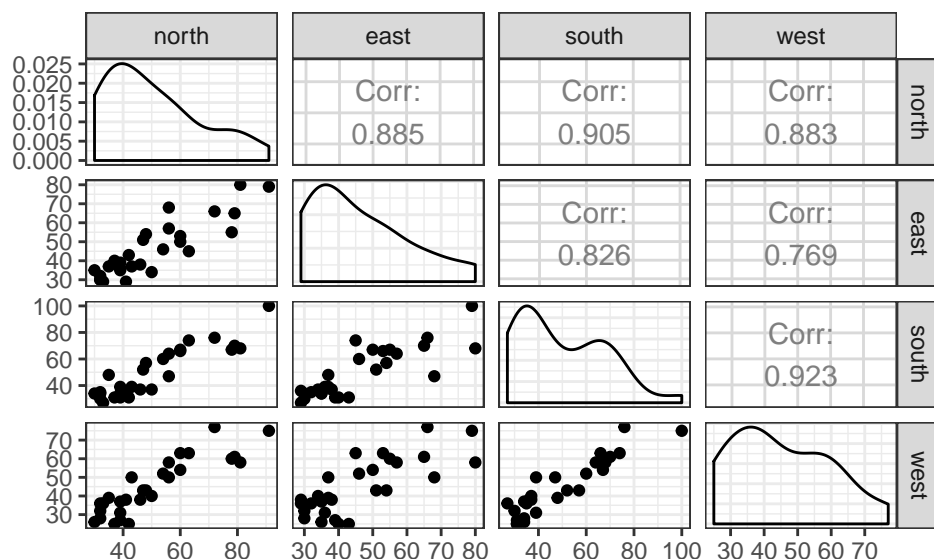 north east south west
0.025
0.020
0.015
0.010
0.005
0.000
Corr:
0.885
Corr:
0.905
Corr:
0.883
north
80
70
60
50
40
30
Corr:
0.826
Corr:
0.769
east
100
80
60
40
Corr:
0.923
south
70
60
50
40
30
west
40 60 80
30 40 50 60 70 80
40 60 80 100
30 40 50 60 70